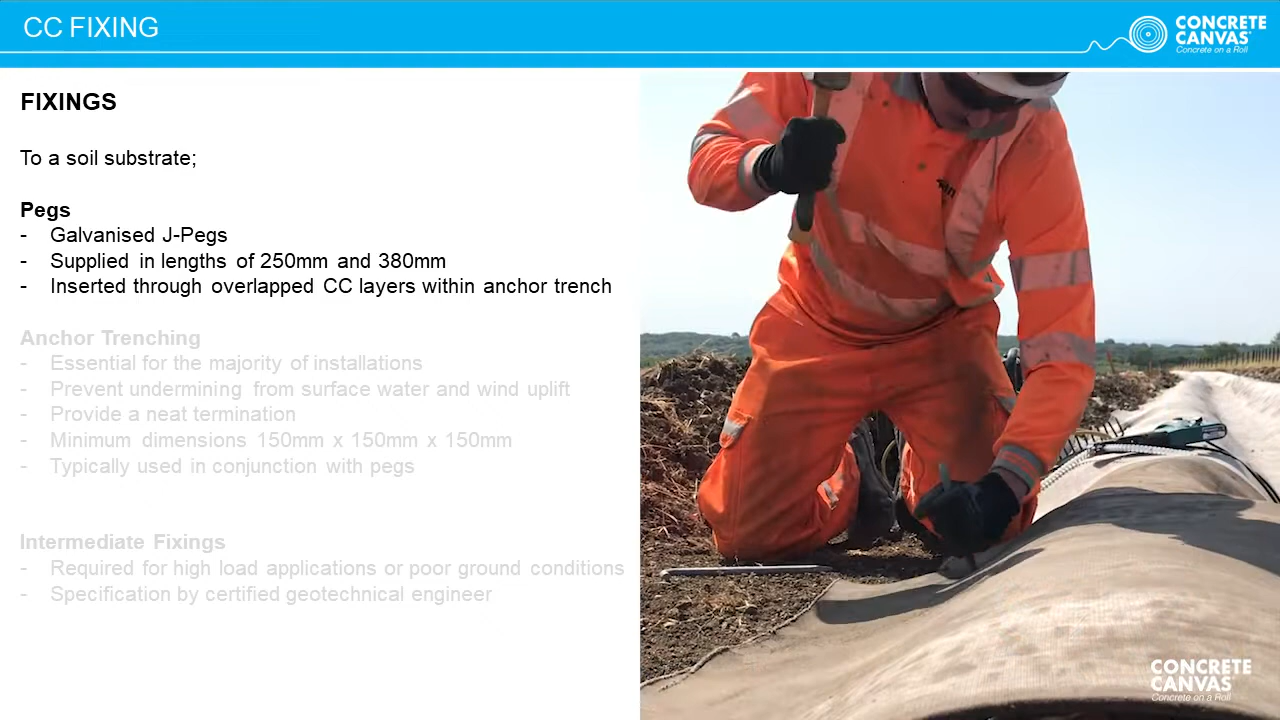 CC FIXING
CONCRETE
CANVAS®
Concrete on a Roll
FIXINGS
To a soil substrate;
Pegs
- Galvanised J-Pegs
- Supplied in lengths of 250mm and 380mm
- Inserted through overlapped CC layers within anchor trench
Anchor Trenching
- Essential for the majority of installations
- Prevent undermining from surface water and wind uplift
- Provide a neat termination
- Minimum dimensions 150mm x 150mm x 150mm
- Typically used in conjunction with pegs
Intermediate Fixings
- Required for high load applications or poor ground conditions
- Specification by certified geotechnical engineer
CONCRETE
CANVAS®
Concrete on a Roll